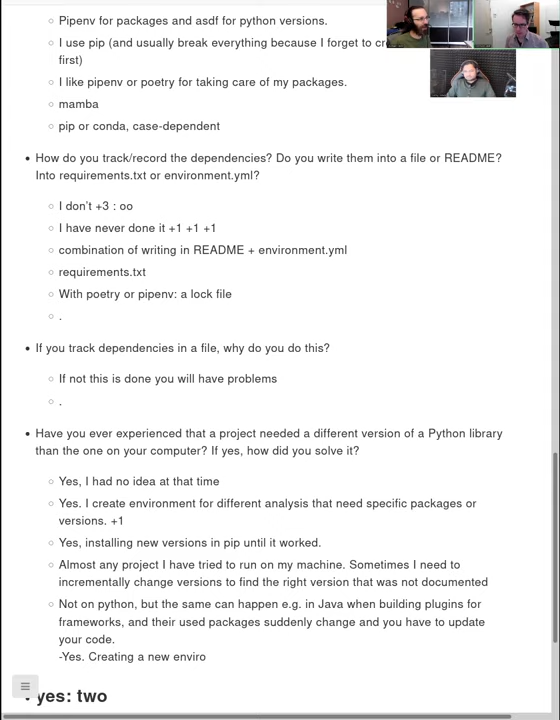 Pipenv for packages and asdf for python versions.
I use pip (and usually break everything because I forget to
first)
I like pipenv or poetry for taking care of my packages.
mamba
pip or conda, case-dependent
How do you track/record the dependencies? Do you write them into a file or README?
Into requirements.txt or environment.yml?
I don't +3 : oo
I have never done it +1 +1 +1
combination of writing in README + environment.yml
requirements.txt
With poetry or pipenv: a lock file
.
If you track dependencies in a file, why do you do this?
If not this is done you will have problems
.
Have you ever experienced that a project needed a different version of a Python library
than the one on your computer? If yes, how did you solve it?
Yes, I had no idea at that time
Yes. I create environment for different analysis that need specific packages or
versions. +1
Yes, installing new versions in pip until it worked.
Almost any project I have tried to run on my machine. Sometimes I need to
incrementally change versions to find the right version that was not documented
Not on python, but the same can happen e.g. in Java when building plugins for
frameworks, and their used packages suddenly change and you have to update
your code.
-Yes. Creating a new enviro
yes: two